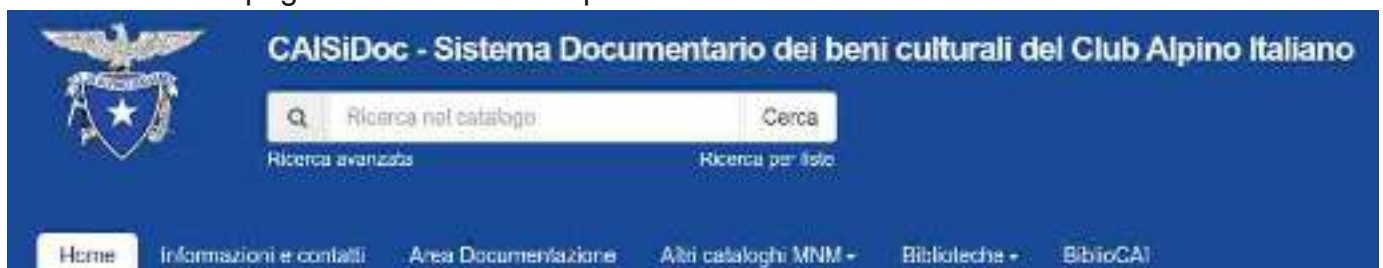 CAISiDoc - Sistema Documentario dei beni culturali del Club Alpino Italiano
Ricerca nel catalogo Cerca
Ricerca avanzata Ricerca per liste
Home Informazioni e contatti Area Documentazione Altri cataloghi MNM Biblioteche BiblioCAI